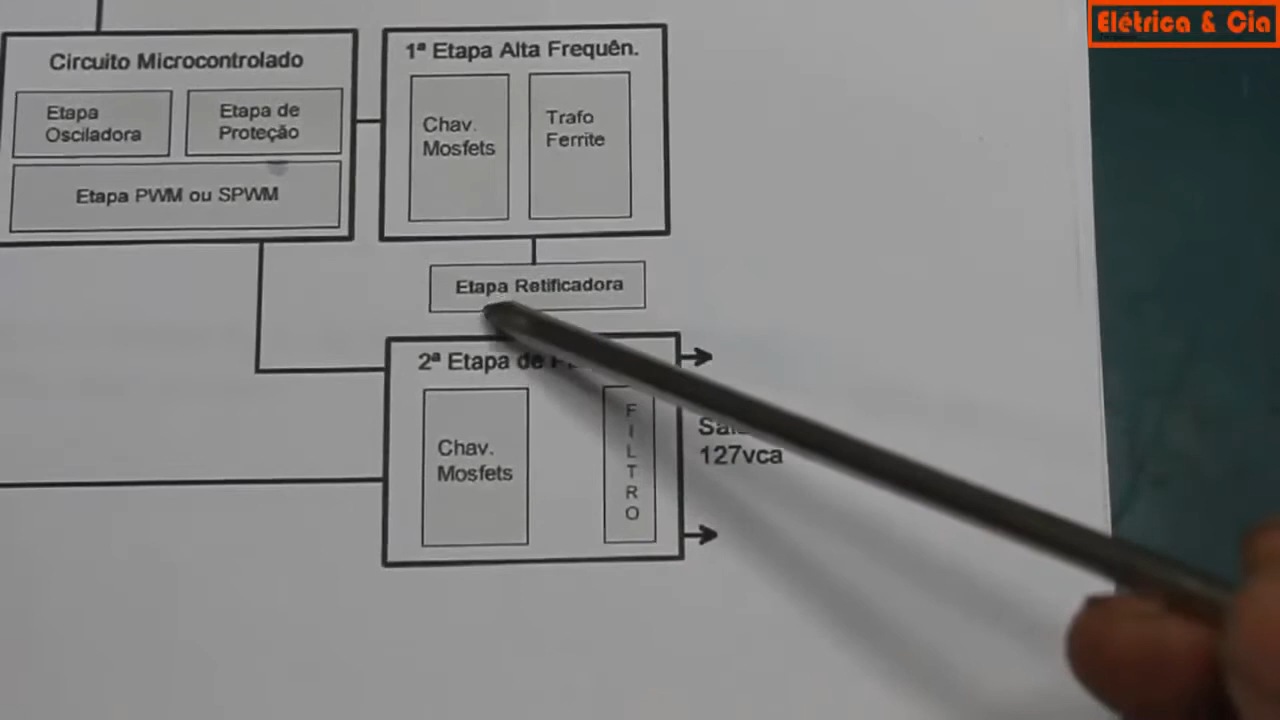 Elétrica & Cia
Circuito Microcontrolado
Etapa
Osciladora
Etapa de
Proteção
Etapa PWM ou SPWM
1ª Etapa Alta Frequên.
Chav.
Mosfets
Trafo
Ferrite
Etapa Retificadora
2ª Etapa de
Chav.
Mosfets
F
I
L
T
R
O
127vca